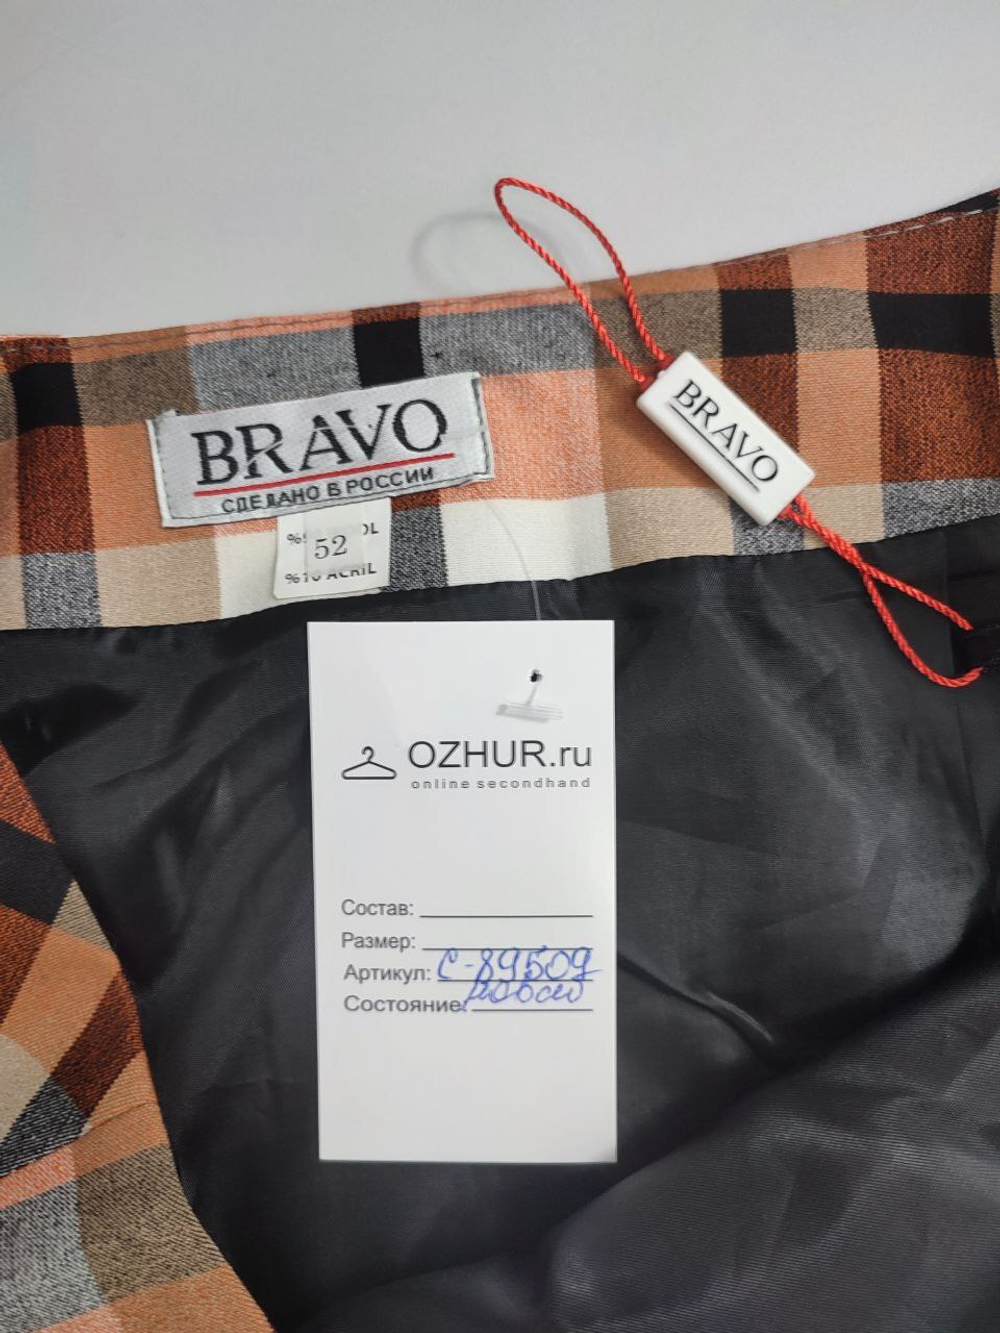 BRAVO
СДЕЛАНО В РОССИИ
52
%10 ACRIL
BRAVO
OZHUR.ru
online secondhand
Состав:
Размер:
Артикул: С-89509
Состояние: новое